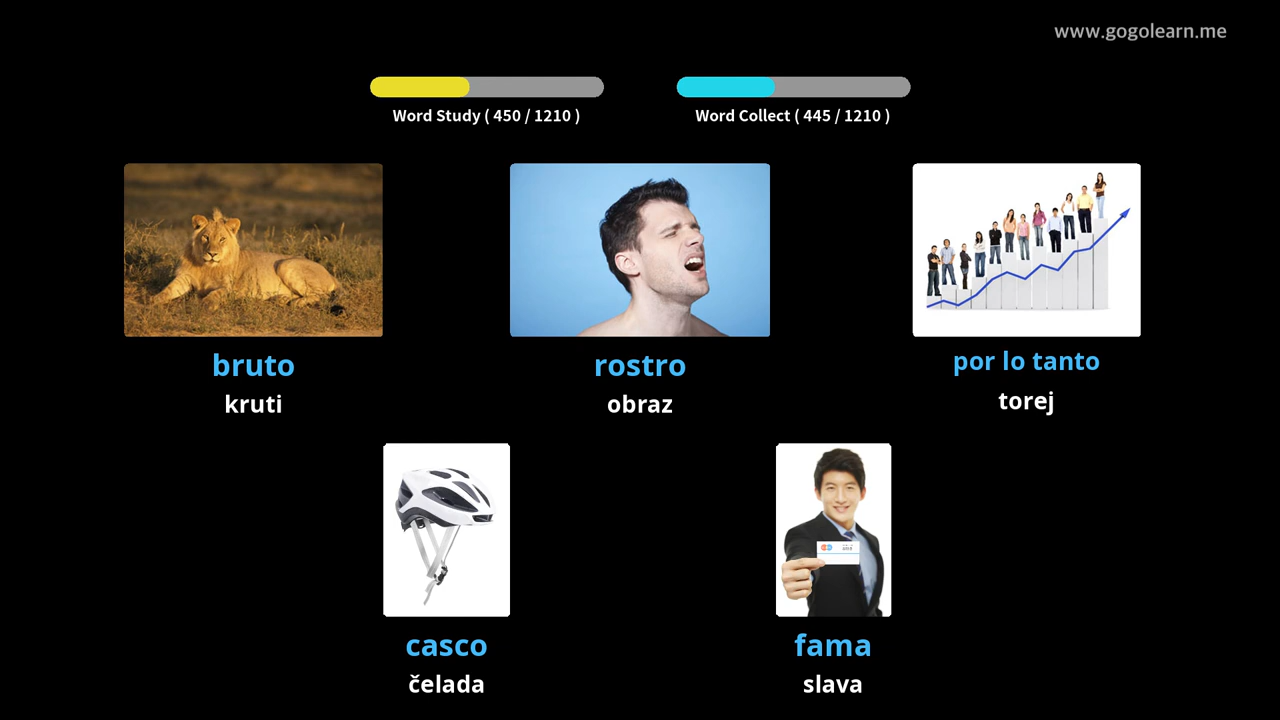 www.gogolearn.me
Word Study ( 450 / 1210 )
Word Collect ( 445 / 1210 )
bruto
kruti
rostro
obraz
por lo tanto
torej
casco
čelada
fama
slava